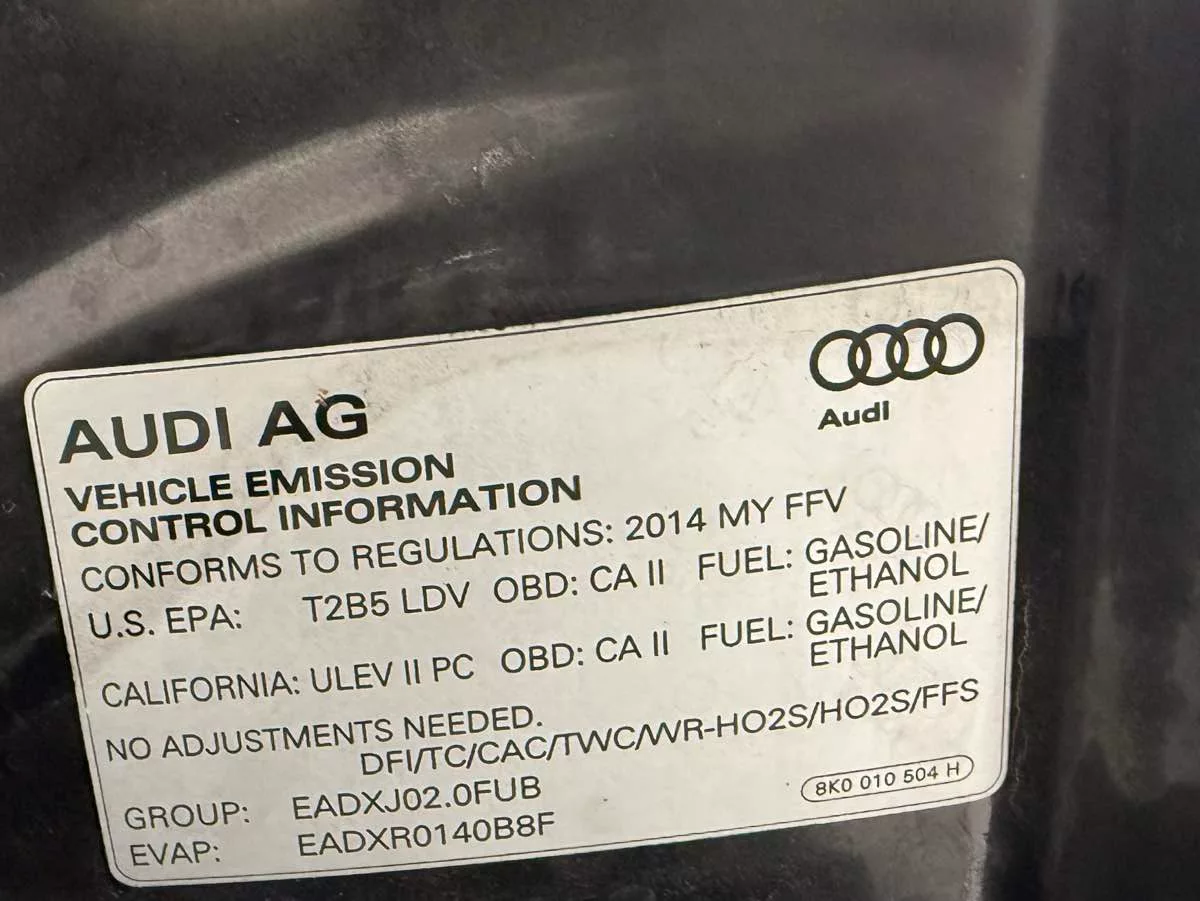 Audi
AUDI AG
VEHICLE EMISSION
CONTROL INFORMATION
CONFORMS TO REGULATIONS: 2014 MY FFV
U.S. EPA: T2B5 LDV OBD: CA II FUEL: GASOLINE/
ETHANOL
CALIFORNIA: ULEV II PC OBD: CA II FUEL: GASOLINE/
ETHANOL
NO ADJUSTMENTS NEEDED.
DFI/TC/CAC/TWC/WR-HO2S/HO2S/FFS
GROUP: EADXJ02.0FUB
EVAP: EADXR0140B8F
8K0 010 504 H